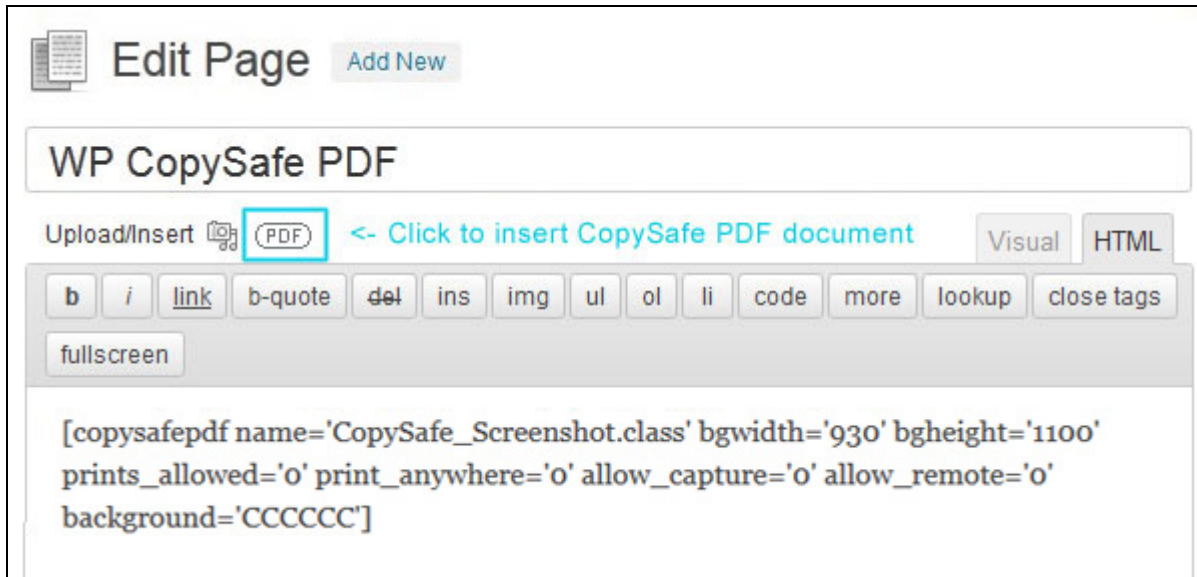 Edit Page Add New
WP CopySafe PDF
Upload/Insert PDF <- Click to insert CopySafe PDF document Visual HTML
b i link b-quote del ins img ul ol li code more lookup close tags
fullscreen
[copysafepdf name='CopySafe_Screenshot.class' bgwidth='930' bgheight='1100'
prints_allowed='0' print_anywhere='0' allow_capture='0' allow_remote='0'
background='CCCCCC']